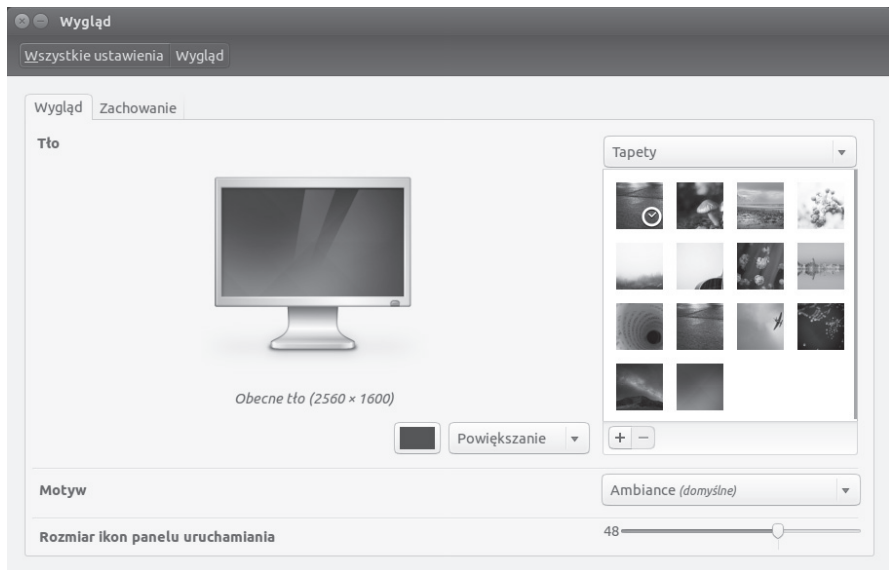 Wygląd
Wszystkie ustawienia Wygląd
Wygląd Zachowanie
Tło
Tapety
Obecne tło (2560 × 1600)
Powiększanie
+ −
Motyw
Ambiance (domyślne)
Rozmiar ikon panelu uruchamiania
48